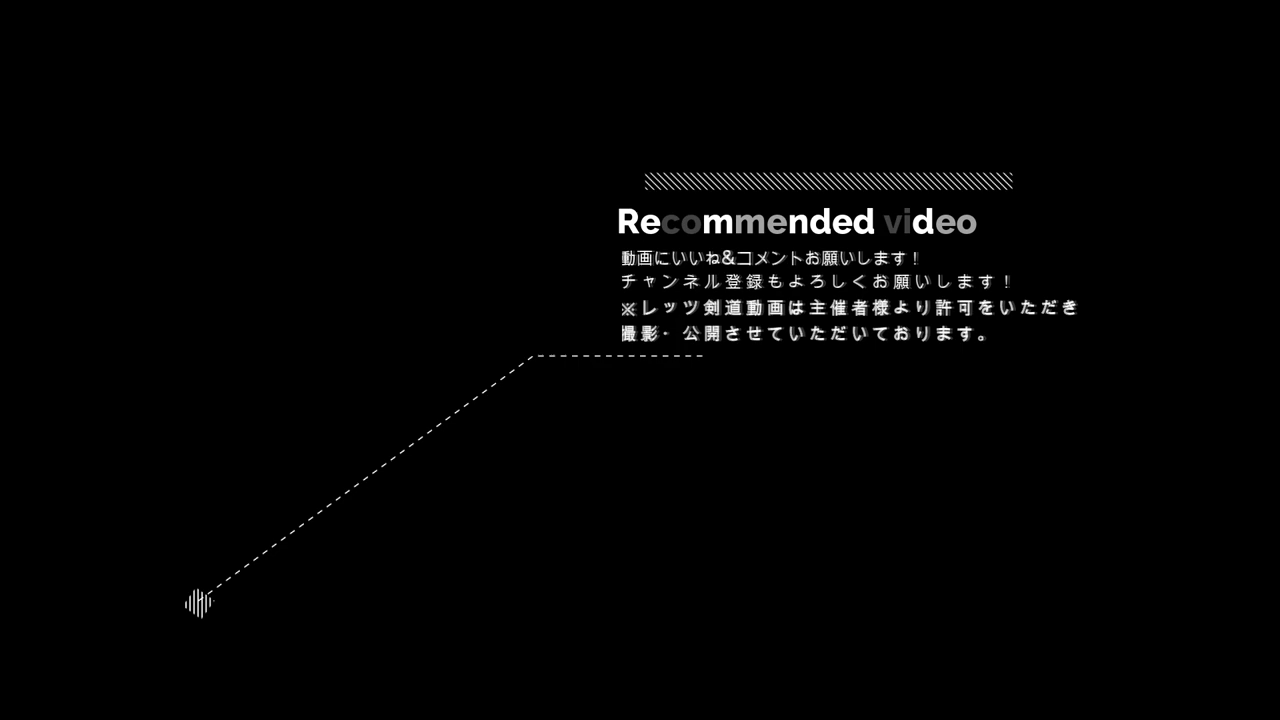 Recommended video
動画にいいね&コメントお願いします！
チャンネル登録もよろしくお願いします！
※レッツ剣道動画は主催者様より許可をいただき
撮影・公開させていただいております。